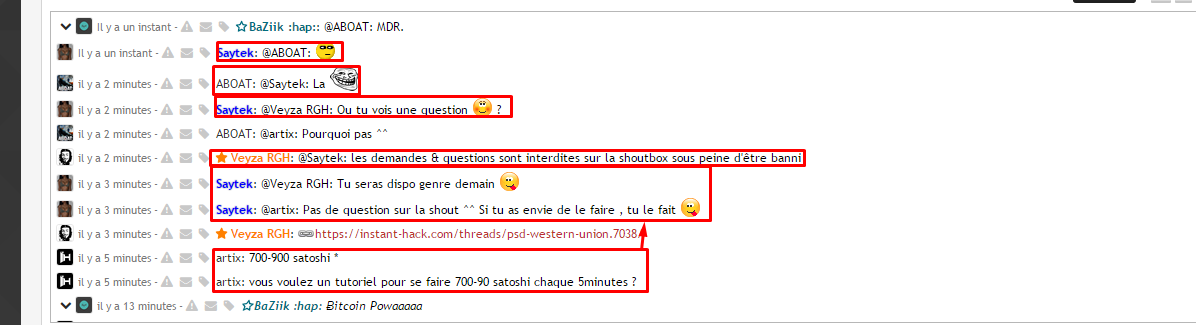 Il y a un instant - BaZiik :hap:: @ABOAT: MDR.
Il y a un instant - Saytek: @ABOAT:
il y a 2 minutes - ABOAT: @Saytek: La
il y a 2 minutes - Saytek: @Veyza RGH: Ou tu vois une question ?
il y a 2 minutes - ABOAT: @artix: Pourquoi pas ^^
il y a 2 minutes - Veyza RGH: @Saytek: les demandes & questions sont interdites sur la shoutbox sous peine d'être banni
il y a 3 minutes - Saytek: @Veyza RGH: Tu seras dispo genre demain
il y a 3 minutes - Saytek: @artix: Pas de question sur la shout ^^ Si tu as envie de le faire , tu le fait
il y a 3 minutes - Veyza RGH: https://instant-hack.com/threads/psd-western-union.7038/
il y a 5 minutes - artix: 700-900 satoshi *
il y a 5 minutes - artix: vous voulez un tutoriel pour se faire 700-90 satoshi chaque 5minutes ?
il y a 13 minutes - BaZiik :hap: Ƀitcoin Powaaaaa